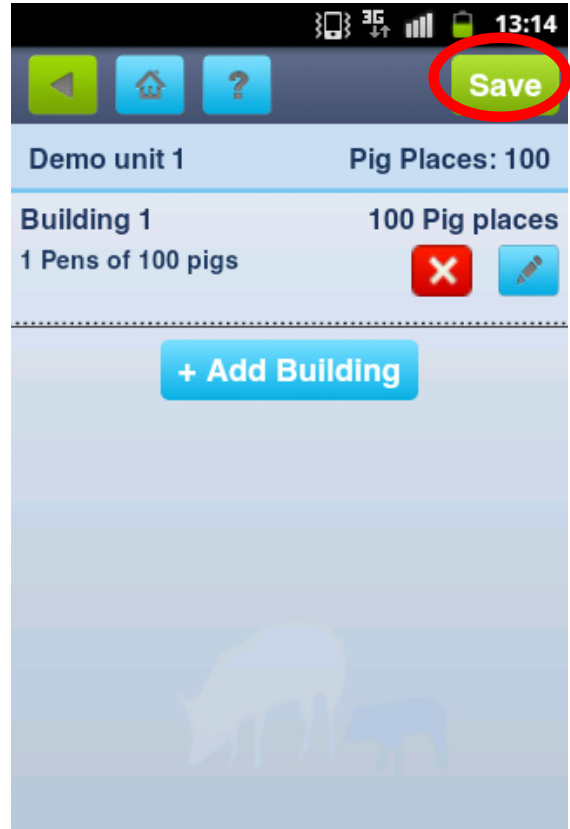 3G 13:14
? Save
Demo unit 1 Pig Places: 100
Building 1 100 Pig places
1 Pens of 100 pigs
+ Add Building